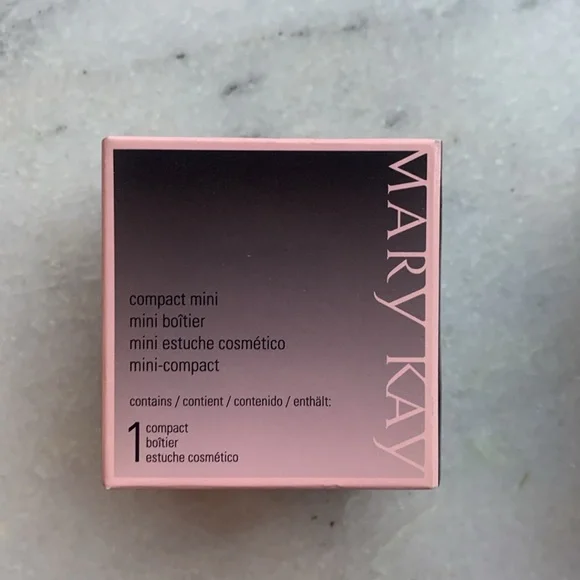 MARY KAY
compact mini
mini boîtier
mini estuche cosmético
mini-compact
contains / contient / contenido / enthält:
1 compact
boîtier
estuche cosmético